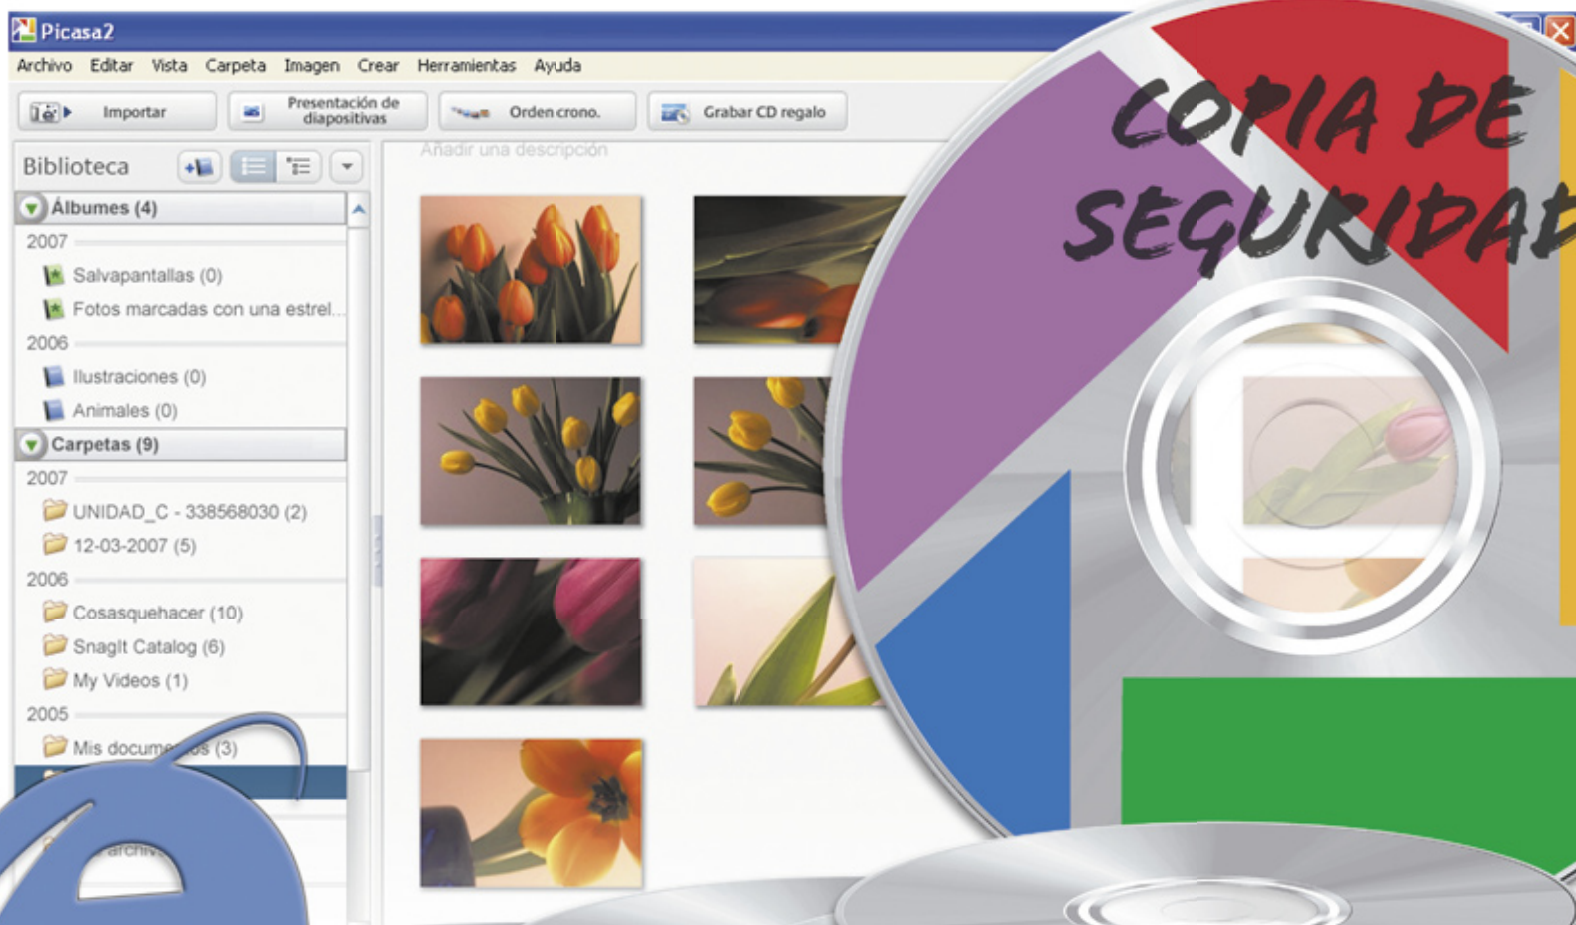 Picasa2
Archivo Editar Vista Carpeta Imagen Crear Herramientas Ayuda
Importar
Presentación de
diapositivas
Orden crono.
Grabar CD regalo
Biblioteca
Añadir una descripción
Álbumes (4)
2007
Salvapantallas (0)
Fotos marcadas con una estrel...
2006
Ilustraciones (0)
Animales (0)
Carpetas (9)
2007
UNIDAD_C - 338568030 (2)
12-03-2007 (5)
2006
Cosasquehacer (10)
SnagIt Catalog (6)
My Videos (1)
2005
Mis documentos (3)
COPIA DE
SEGURIDAD